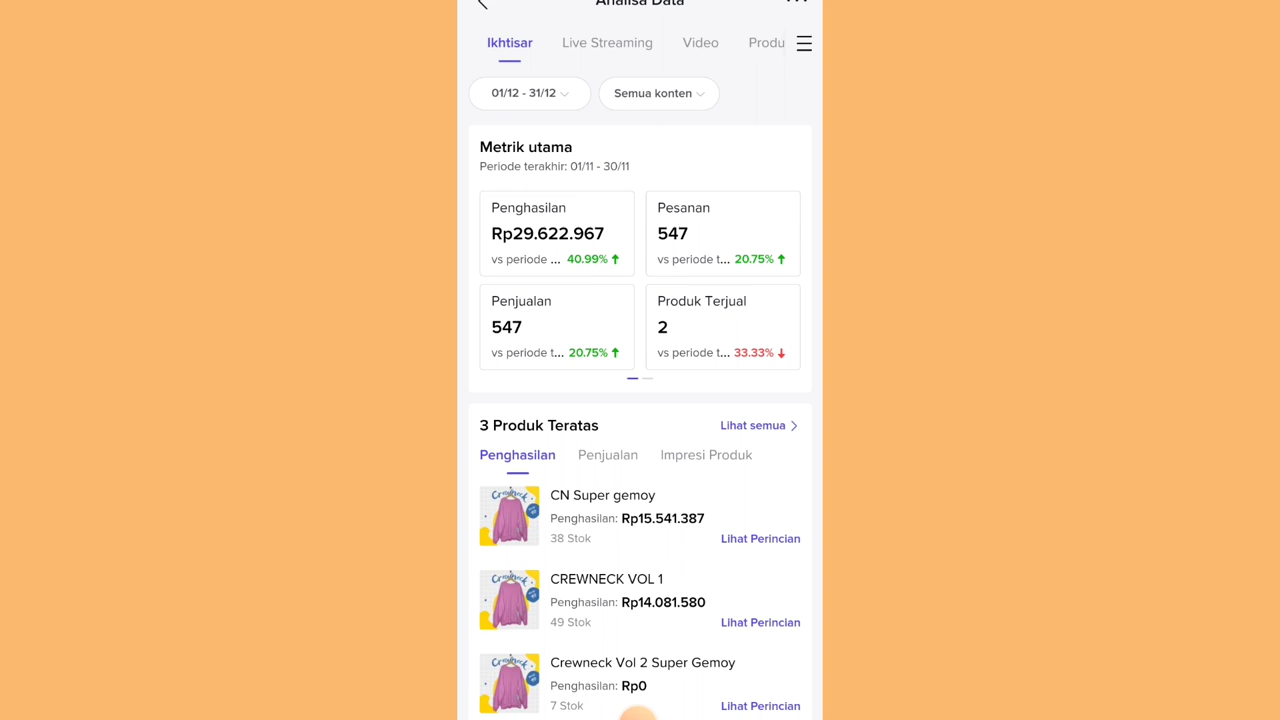 Analisa Data
Ikhtisar Live Streaming Video Produ
01/12 - 31/12 Semua konten
Metrik utama
Periode terakhir: 01/11 - 30/11
Penghasilan
Rp29.622.967
vs periode ... 40.99%
Pesanan
547
vs periode t... 20.75%
Penjualan
547
vs periode t... 20.75%
Produk Terjual
2
vs periode t... 33.33%
3 Produk Teratas Lihat semua
Penghasilan Penjualan Impresi Produk
CN Super gemoy
Penghasilan: Rp15.541.387
38 Stok Lihat Perincian
CREWNECK VOL 1
Penghasilan: Rp14.081.580
49 Stok Lihat Perincian
Crewneck Vol 2 Super Gemoy
Penghasilan: Rp0
7 Stok Lihat Perincian